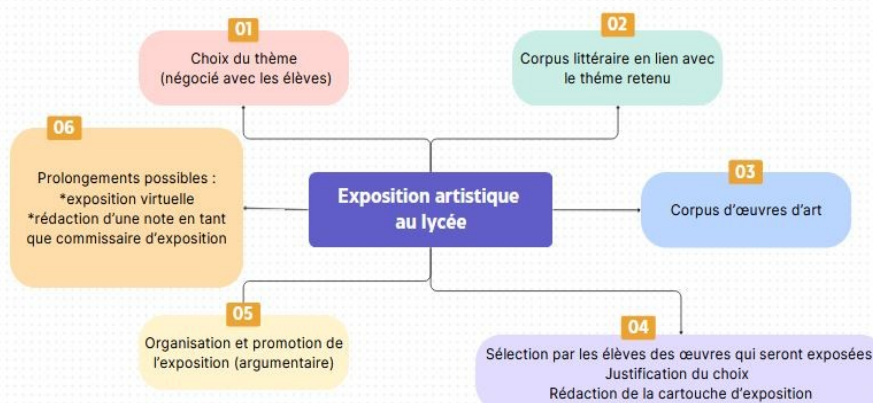 01
Choix du thème
(négocié avec les élèves)
02
Corpus littéraire en lien avec
le théme retenu
06
Prolongements possibles :
*exposition virtuelle
*rédaction d’une note en tant
que commissaire d’exposition
Exposition artistique
au lycée
03
Corpus d’œuvres d’art
05
Organisation et promotion de
l’exposition (argumentaire)
04
Sélection par les élèves des œuvres qui seront exposées
Justification du choix
Rédaction de la cartouche d’exposition